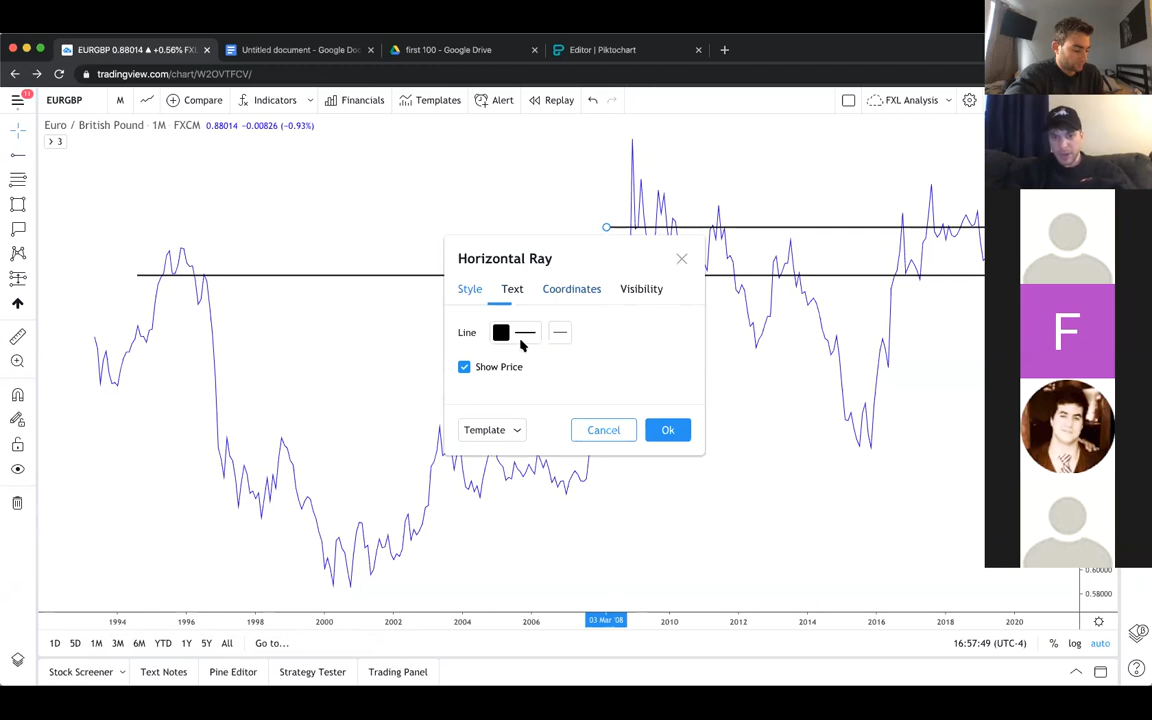 EURGBP 0.88014 ▲ +0.56% FXL
Untitled document - Google Doc
first 100 - Google Drive
Editor | Piktochart
tradingview.com/chart/W2OVTFCV/
11
EURGBP
M
Compare
Indicators
Financials
Templates
Alert
Replay
FXL Analysis
Euro / British Pound · 1M · FXCM 0.88014 −0.00826 (−0.93%)
3
Horizontal Ray
Style
Text
Coordinates
Visibility
Line
Show Price
Template
Cancel
Ok
F
0.60000
0.58000
1994
1996
1998
2000
2002
2004
2006
03 Mar '08
2010
2012
2014
2016
2018
2020
1D 5D 1M 3M 6M YTD 1Y 5Y All Go to...
16:57:49 (UTC-4) % log auto
Stock Screener
Text Notes
Pine Editor
Strategy Tester
Trading Panel